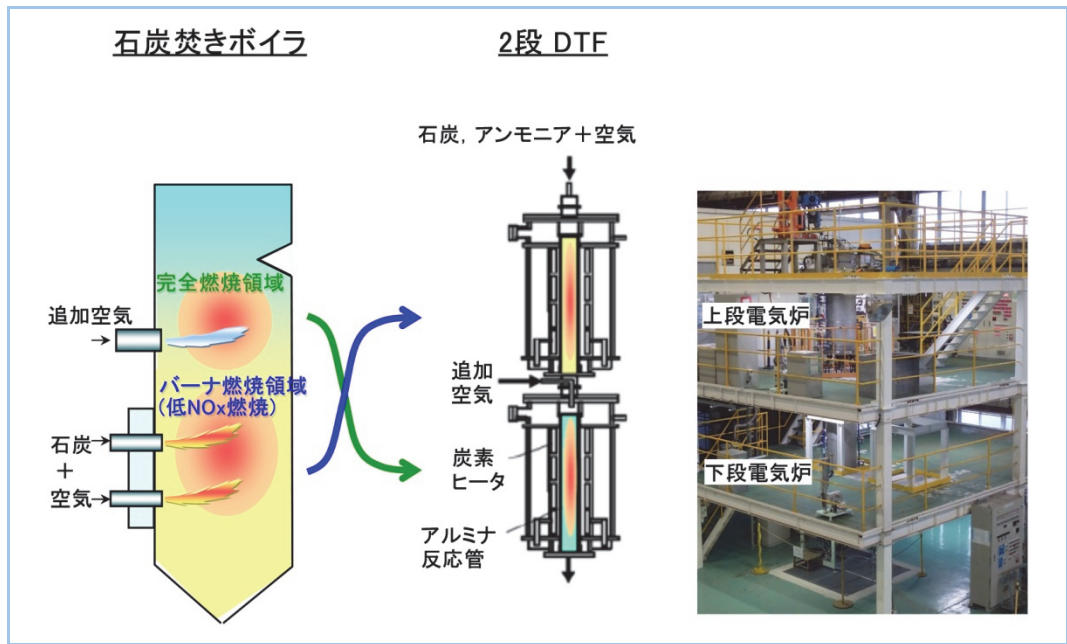 石炭焚きボイラ
2段 DTF
石炭，アンモニア＋空気
完全燃焼領域
追加空気
バーナ燃焼領域
（低NOx燃焼）
石炭
＋
空気
追加
空気
炭素
ヒータ
アルミナ
反応管
上段電気炉
下段電気炉